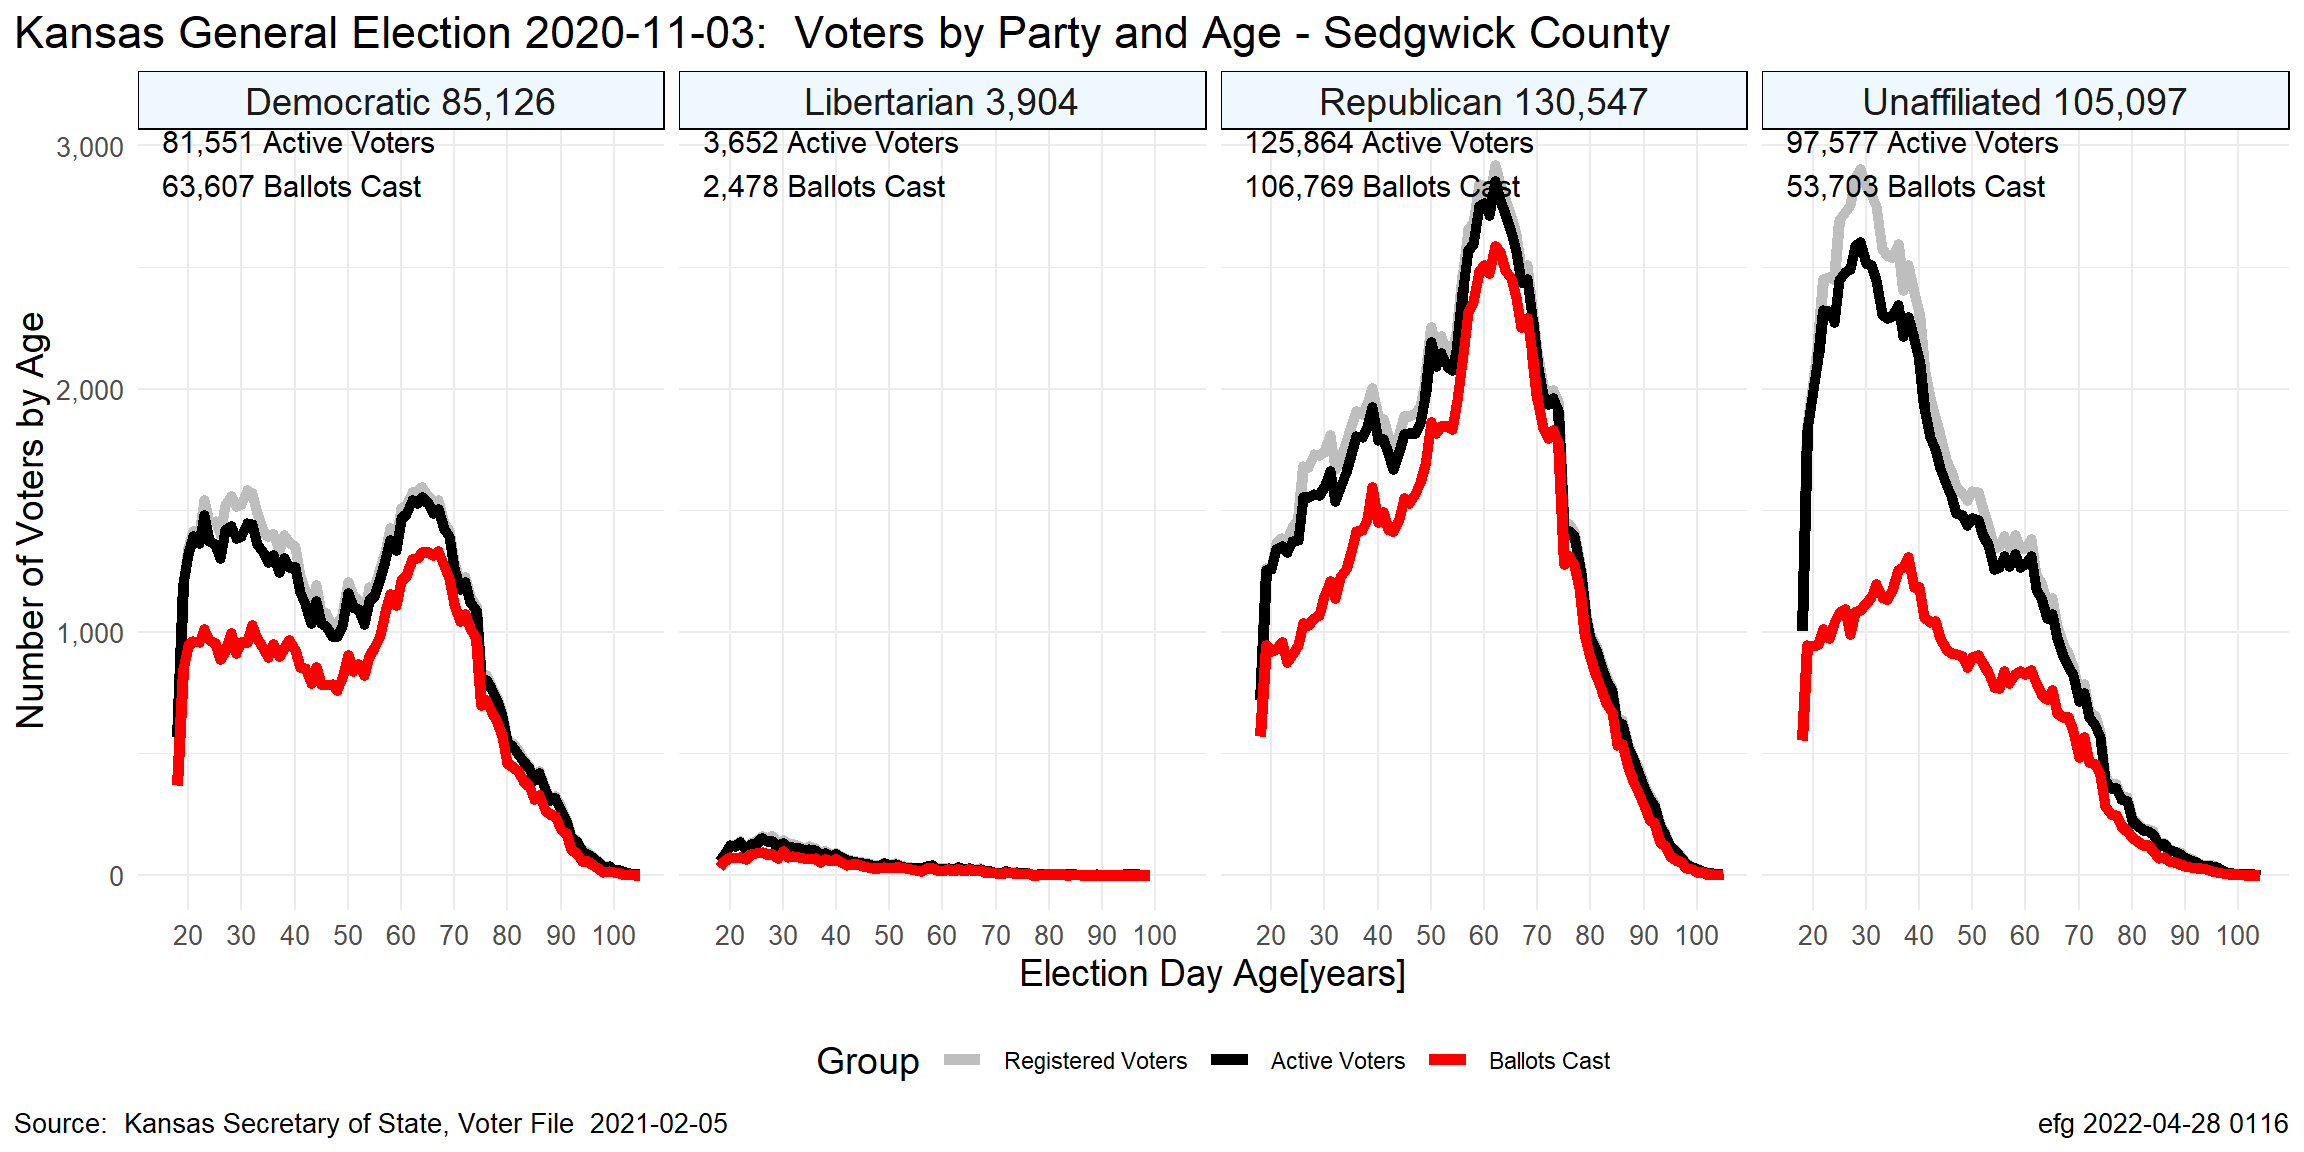 Kansas General Election 2020-11-03:  Voters by Party and Age - Sedgwick County
Democratic 85,126
Libertarian 3,904
Republican 130,547
Unaffiliated 105,097
81,551 Active Voters
63,607 Ballots Cast
3,652 Active Voters
2,478 Ballots Cast
125,864 Active Voters
106,769 Ballots Cast
97,577 Active Voters
53,703 Ballots Cast
Number of Voters by Age
3,000
2,000
1,000
0
20 30 40 50 60 70 80 90 100
20 30 40 50 60 70 80 90 100
20 30 40 50 60 70 80 90 100
20 30 40 50 60 70 80 90 100
Election Day Age[years]
Group Registered Voters Active Voters Ballots Cast
Source:  Kansas Secretary of State, Voter File  2021-02-05
efg 2022-04-28 0116